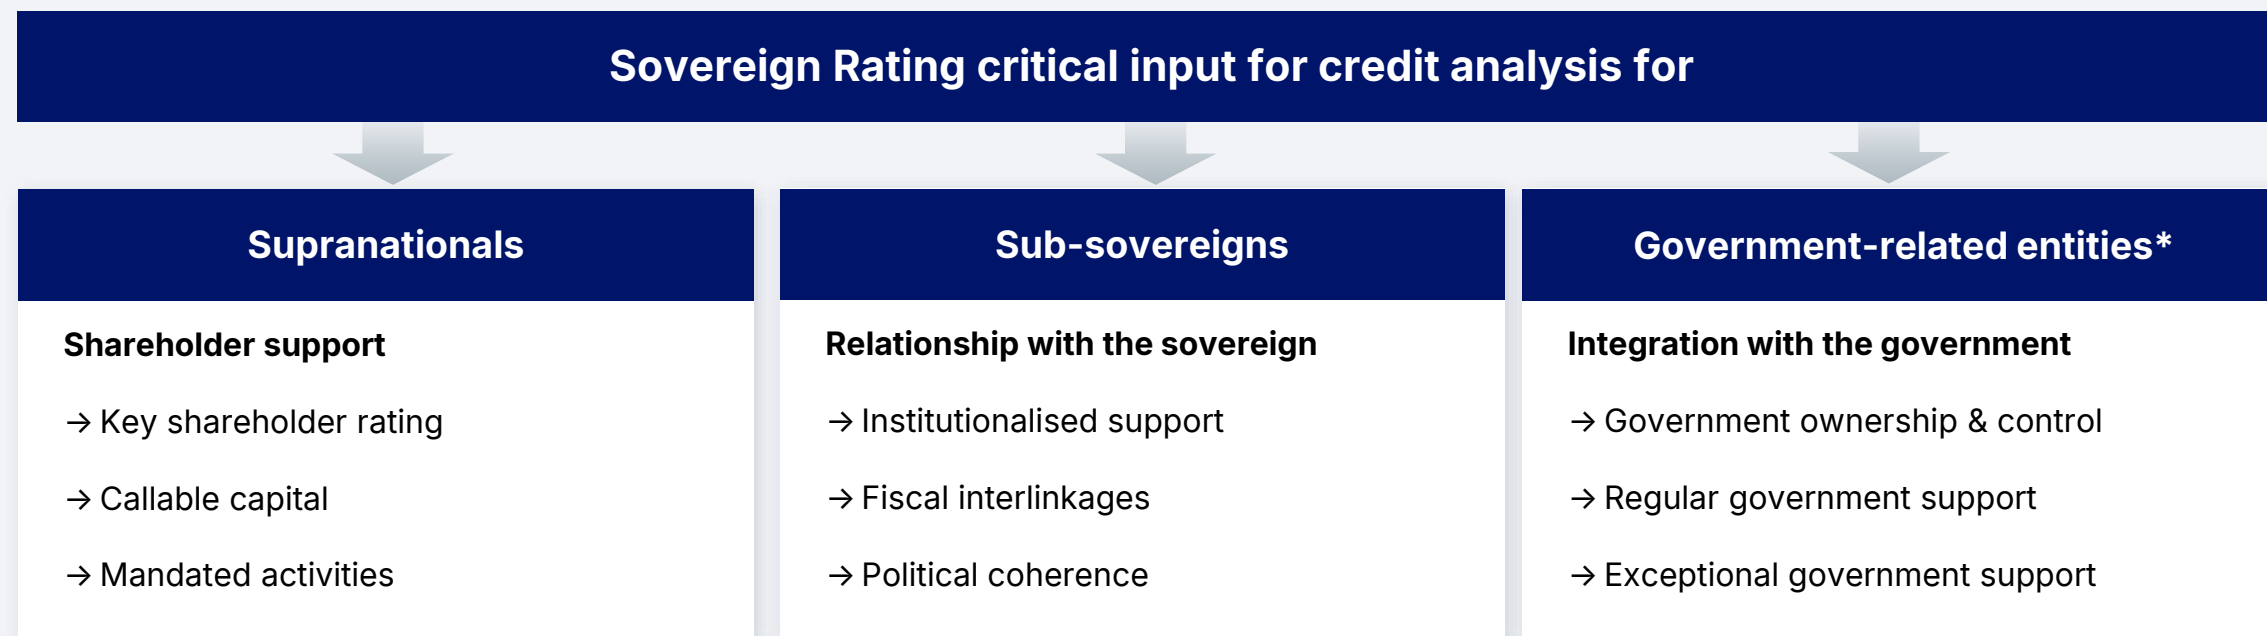 Sovereign Rating critical input for credit analysis for
Supranationals
Shareholder support
→ Key shareholder rating
→ Callable capital
→ Mandated activities
Sub-sovereigns
Relationship with the sovereign
→ Institutionalised support
→ Fiscal interlinkages
→ Political coherence
Government-related entities*
Integration with the government
→ Government ownership & control
→ Regular government support
→ Exceptional government support